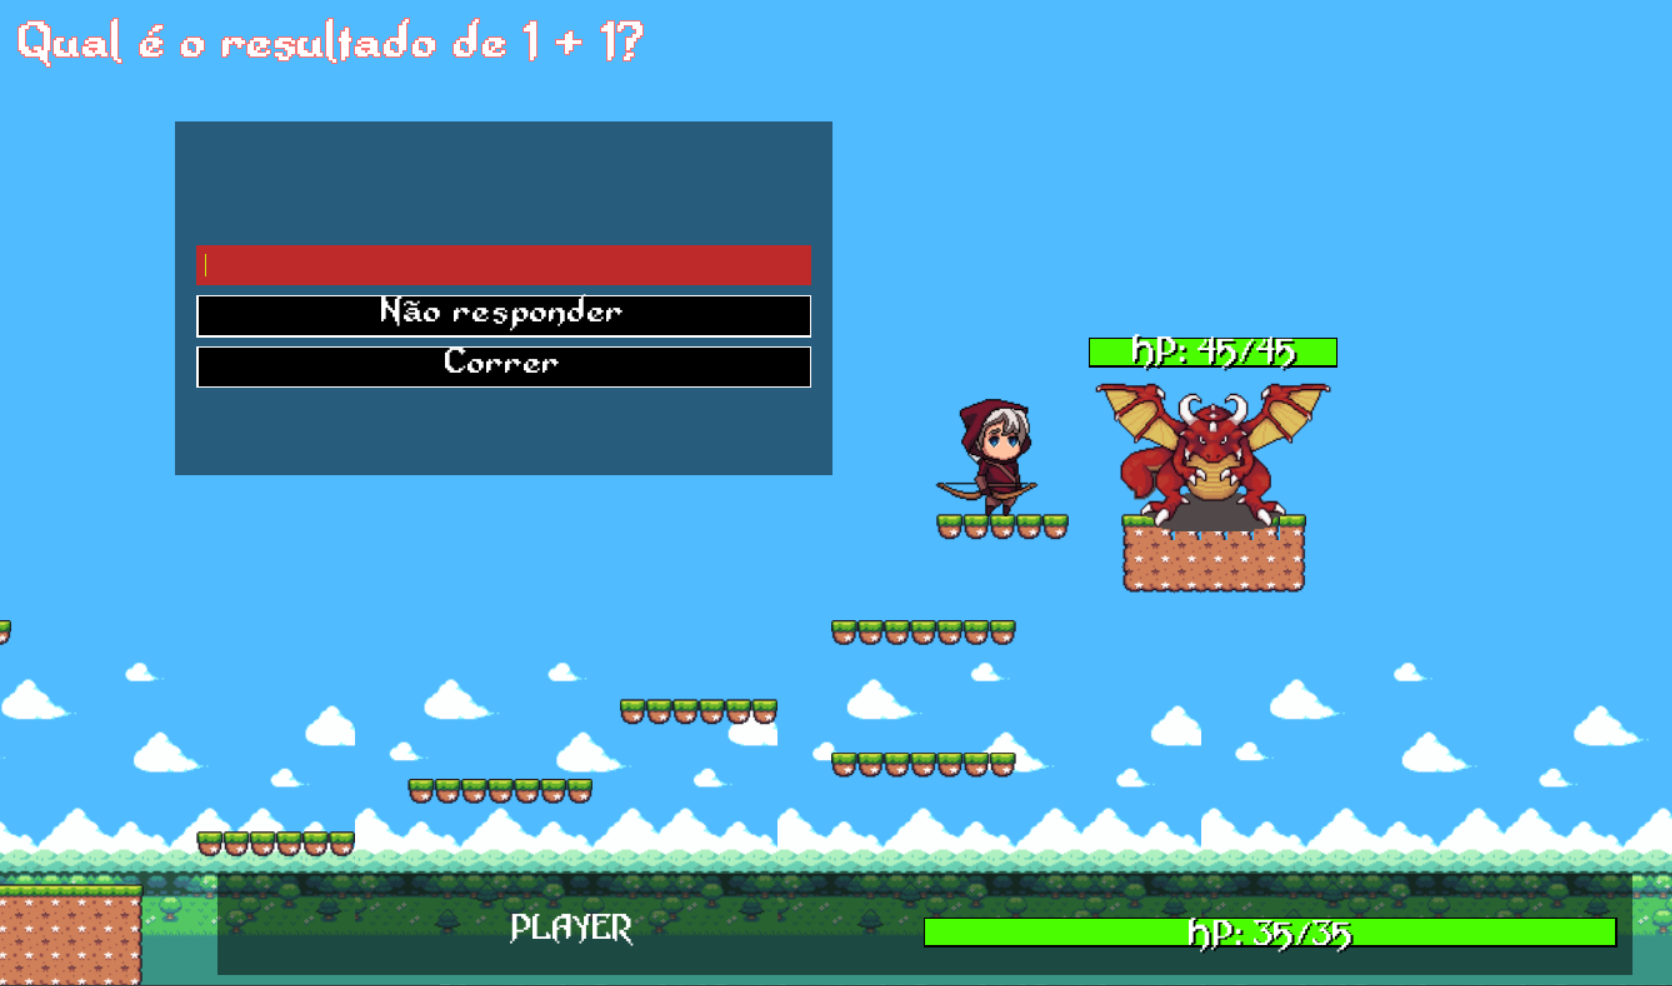 Qual é o resultado de 1 + 1?
Não responder
Correr
hP: 45/45
PLAYER
hP: 35/35